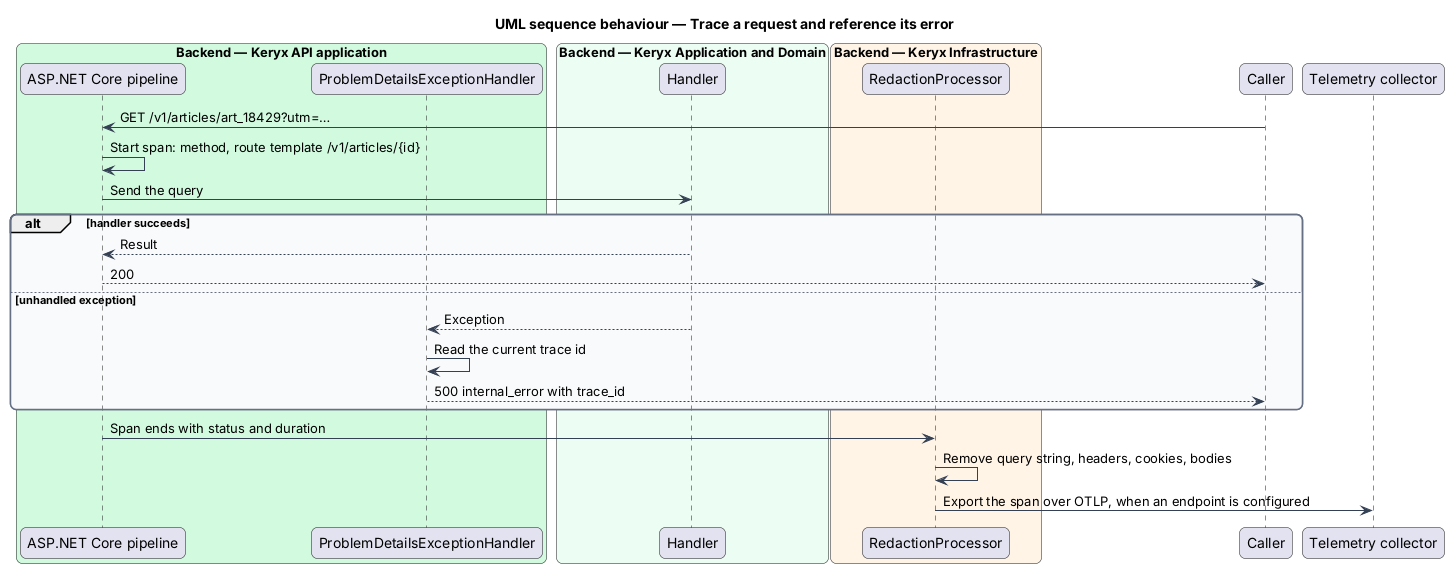 UML sequence behaviour — Trace a request and reference its error
Backend — Keryx API application
Backend — Keryx Application and Domain
Backend — Keryx Infrastructure
ASP.NET Core pipeline
ProblemDetailsExceptionHandler
Handler
RedactionProcessor
Caller
Telemetry collector
GET /v1/articles/art_18429?utm=...
Start span: method, route template /v1/articles/{id}
Send the query
alt
[handler succeeds]
Result
200
[unhandled exception]
Exception
Read the current trace id
500 internal_error with trace_id
Span ends with status and duration
Remove query string, headers, cookies, bodies
Export the span over OTLP, when an endpoint is configured
ASP.NET Core pipeline
ProblemDetailsExceptionHandler
Handler
RedactionProcessor
Caller
Telemetry collector